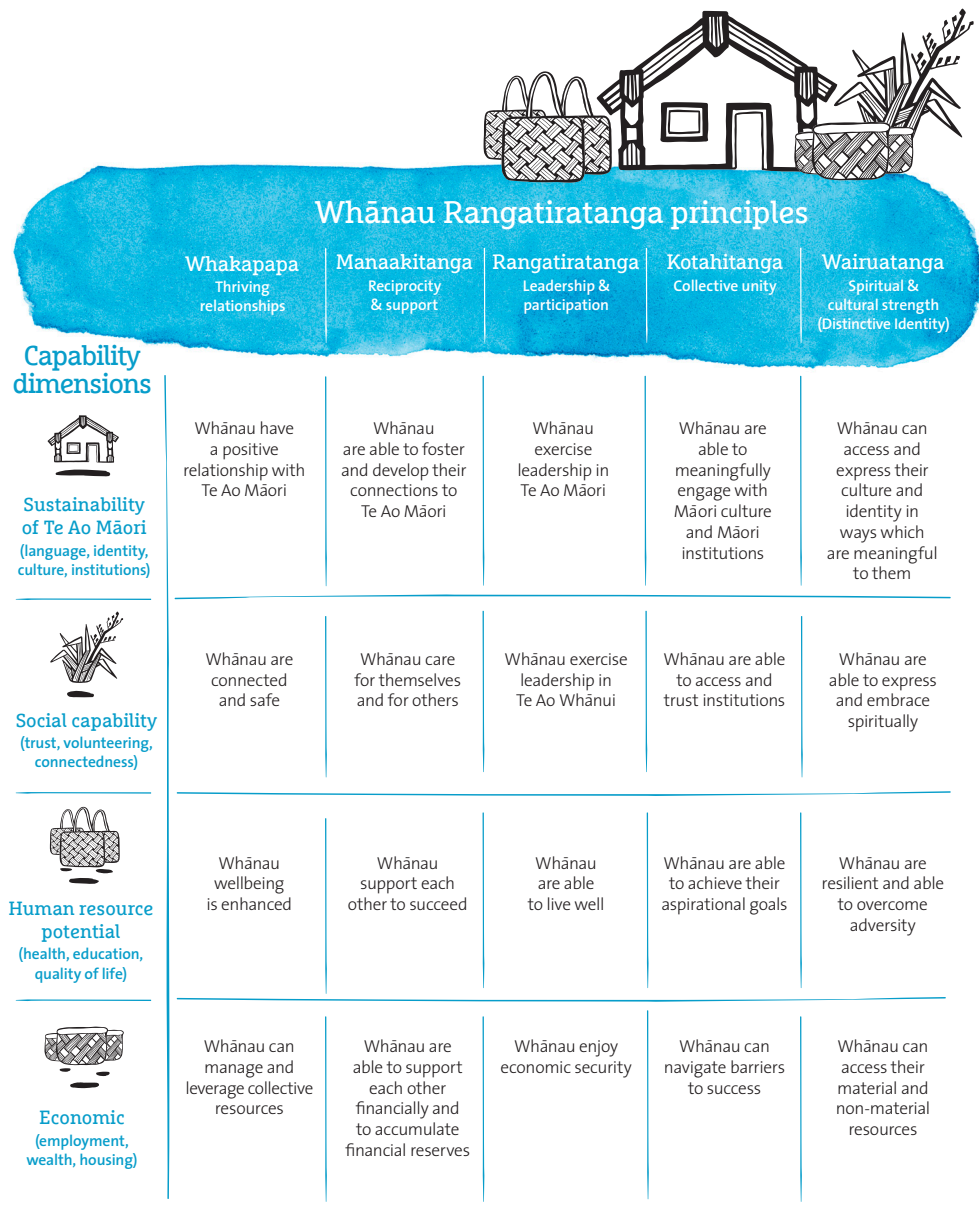 Whānau Rangatiratanga principles
Whakapapa
Thriving
relationships
Manaakitanga
Reciprocity
& support
Rangatiratanga
Leadership &
participation
Kotahitanga
Collective unity
Wairuatanga
Spiritual &
cultural strength
(Distinctive Identity)
Capability
dimensions
Sustainability
of Te Ao Māori
(language, identity,
culture, institutions)
Whānau have
a positive
relationship with
Te Ao Māori
Whānau
are able to foster
and develop their
connections to
Te Ao Māori
Whānau
exercise
leadership in
Te Ao Māori
Whānau are
able to
meaningfully
engage with
Māori culture
and Māori
institutions
Whānau can
access and
express their
culture and
identity in
ways which
are meaningful
to them
Social capability
(trust, volunteering,
connectedness)
Whānau are
connected
and safe
Whānau care
for themselves
and for others
Whānau exercise
leadership in
Te Ao Whānui
Whānau are able
to access and
trust institutions
Whānau are
able to express
and embrace
spiritually
Human resource
potential
(health, education,
quality of life)
Whānau
wellbeing
is enhanced
Whānau
support each
other to succeed
Whānau
are able
to live well
Whānau are able
to achieve their
aspirational goals
Whānau are
resilient and able
to overcome
adversity
Economic
(employment,
wealth, housing)
Whānau can
manage and
leverage collective
resources
Whānau are
able to support
each other
financially and
to accumulate
financial reserves
Whānau enjoy
economic security
Whānau can
navigate barriers
to success
Whānau can
access their
material and
non-material
resources